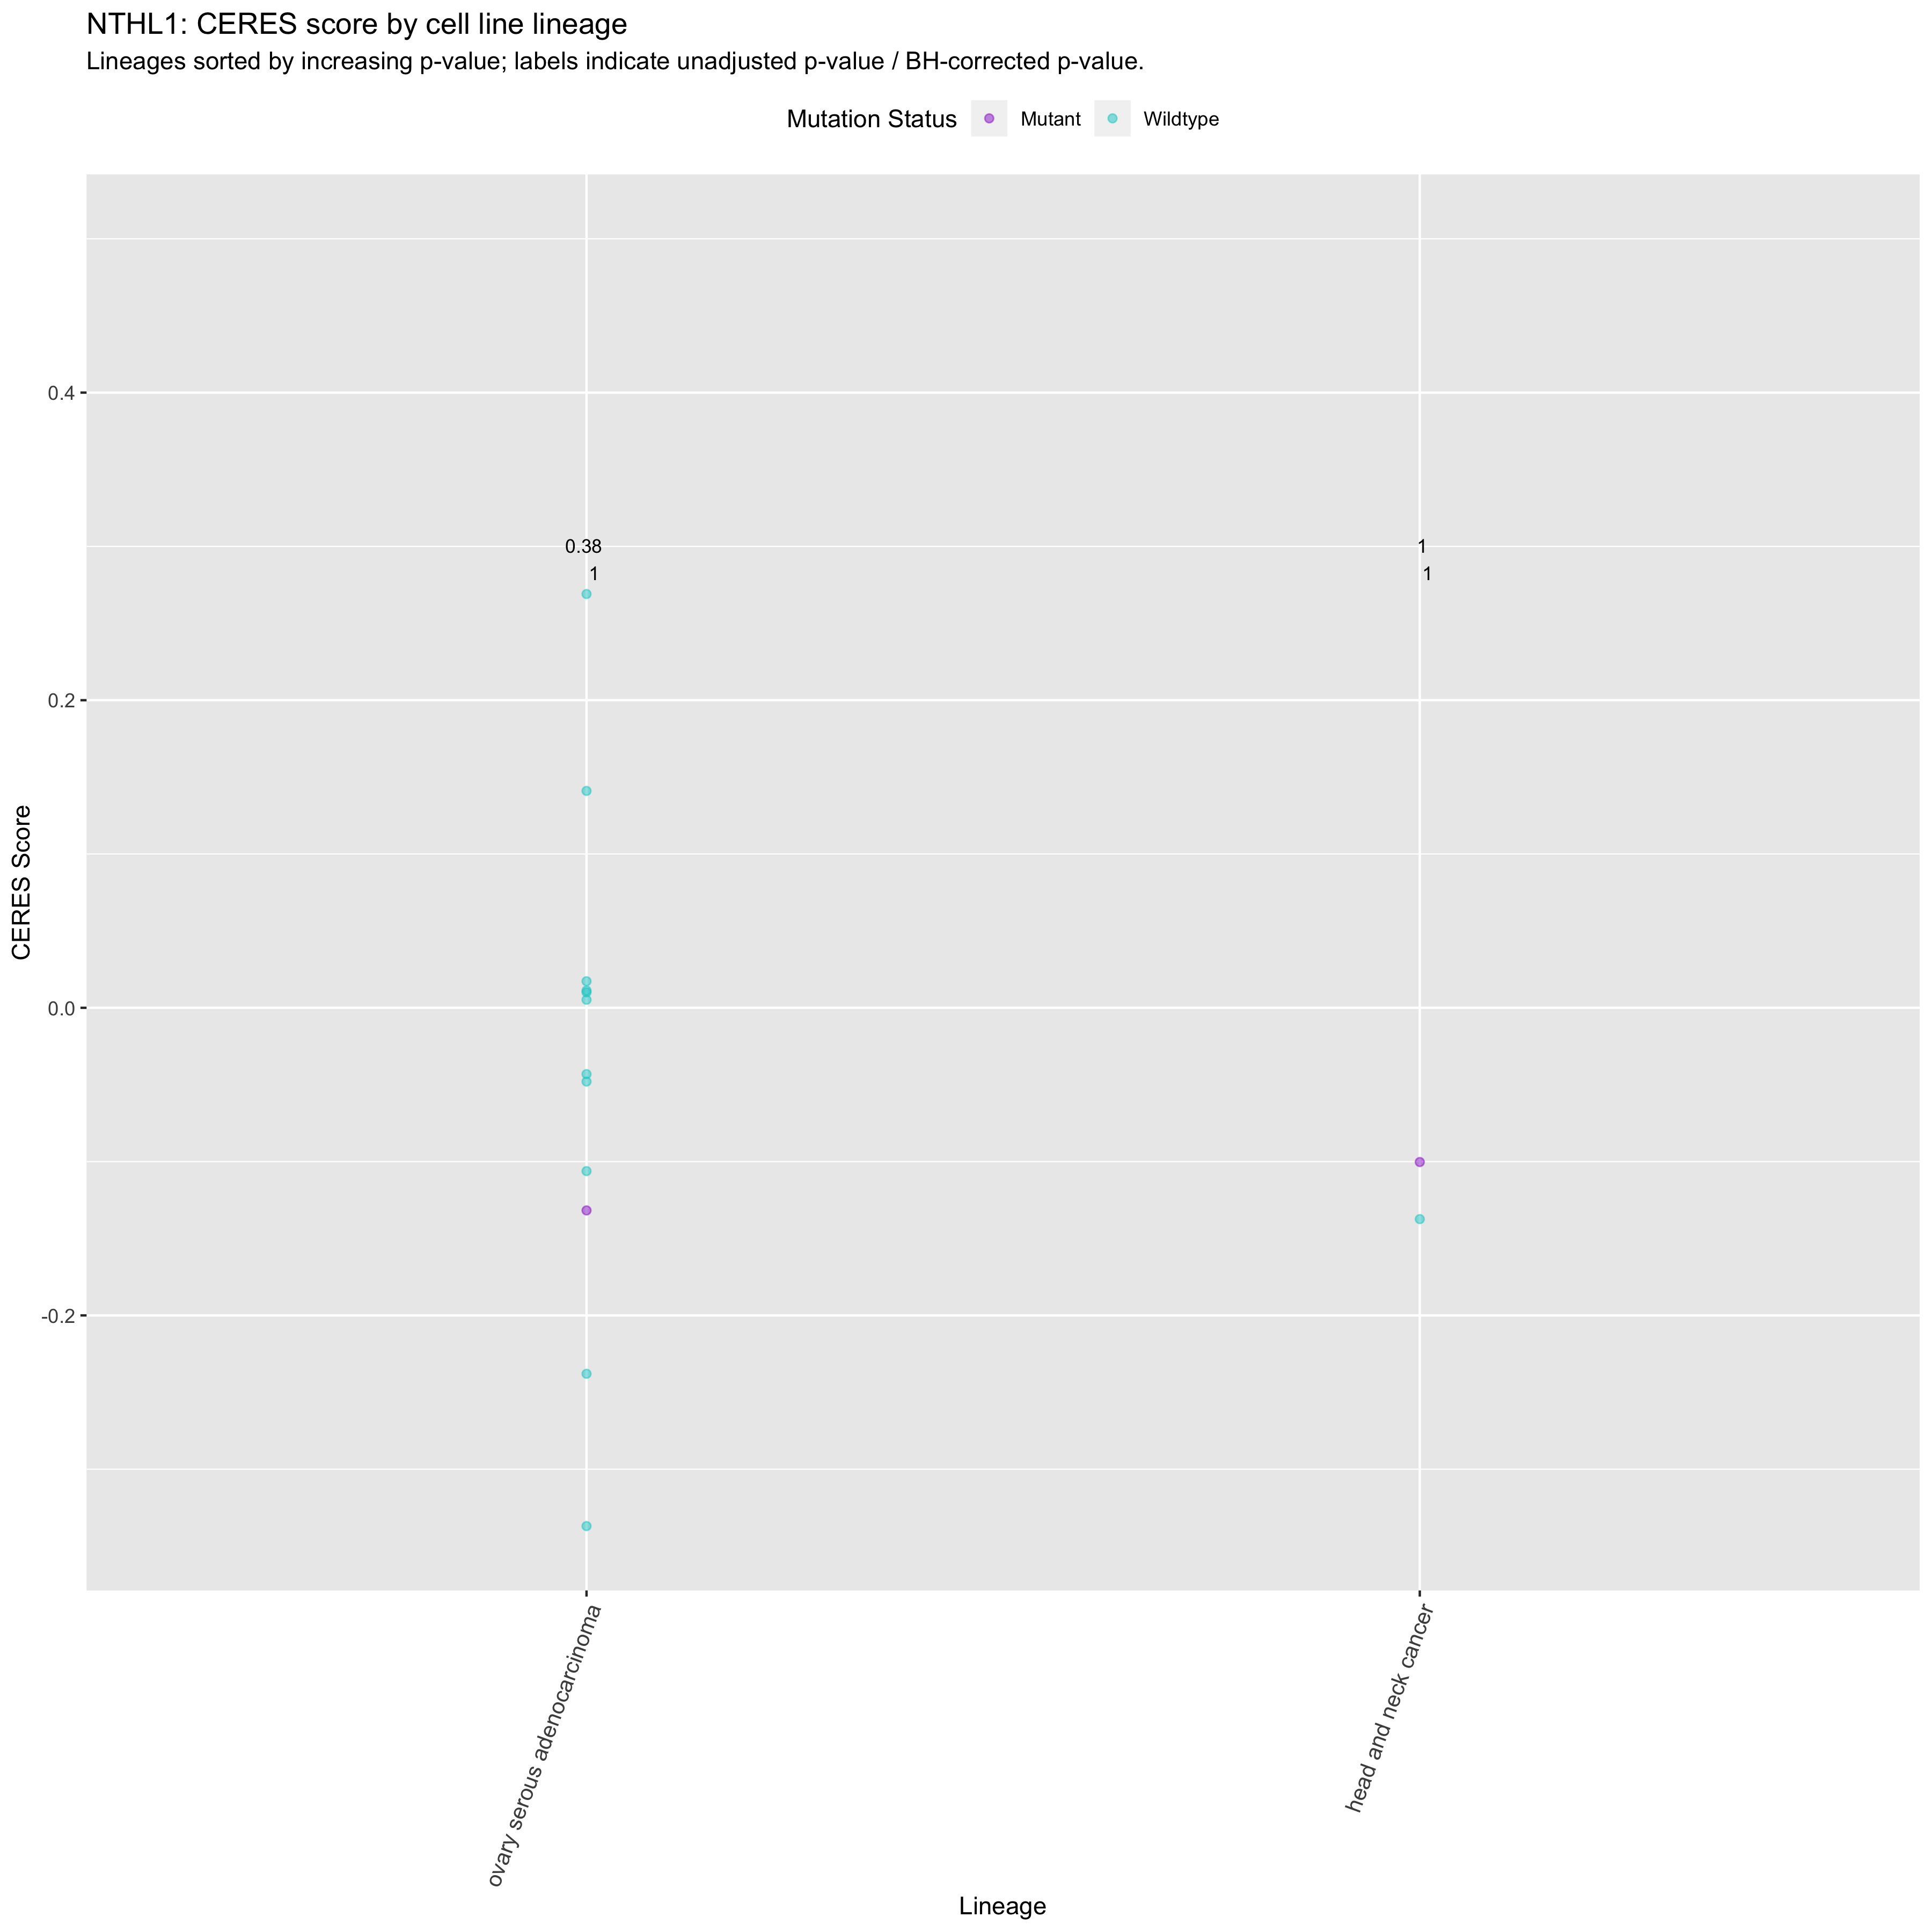 NTHL1: CERES score by cell line lineage
Lineages sorted by increasing p-value; labels indicate unadjusted p-value / BH-corrected p-value.
Mutation Status Mutant Wildtype
0.4
0.38 1
1 1
0.2
CERES Score
0.0
-0.2
ovary serous adenocarcinoma
head and neck cancer
Lineage